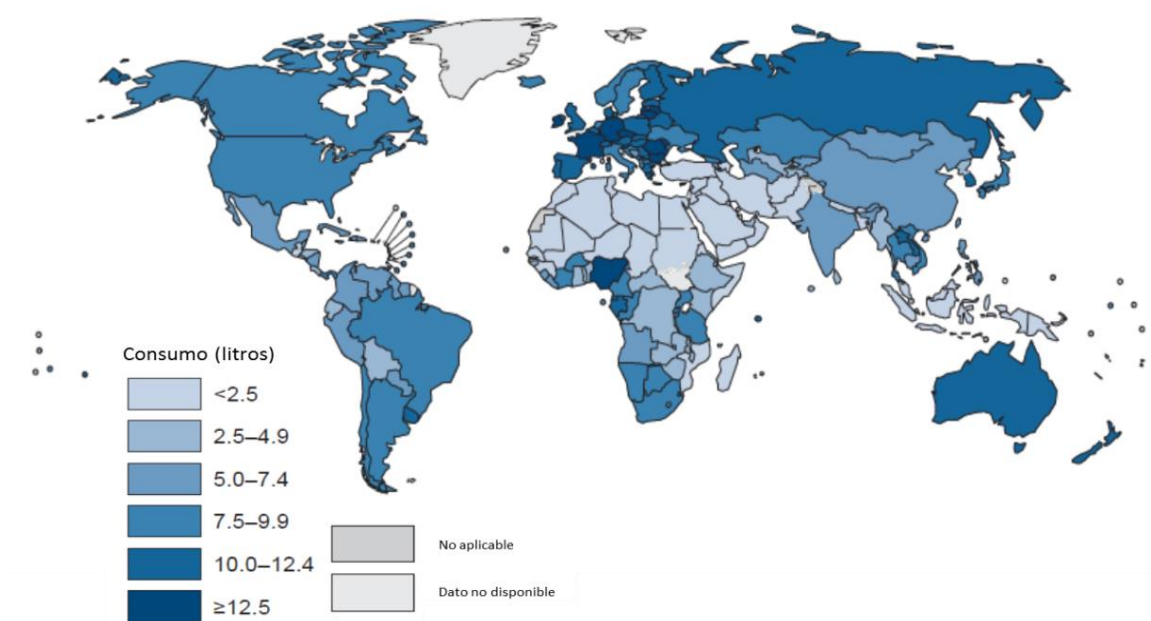 Consumo (litros)
<2.5
2.5–4.9
5.0–7.4
7.5–9.9
10.0–12.4
≥12.5
No aplicable
Dato no disponible